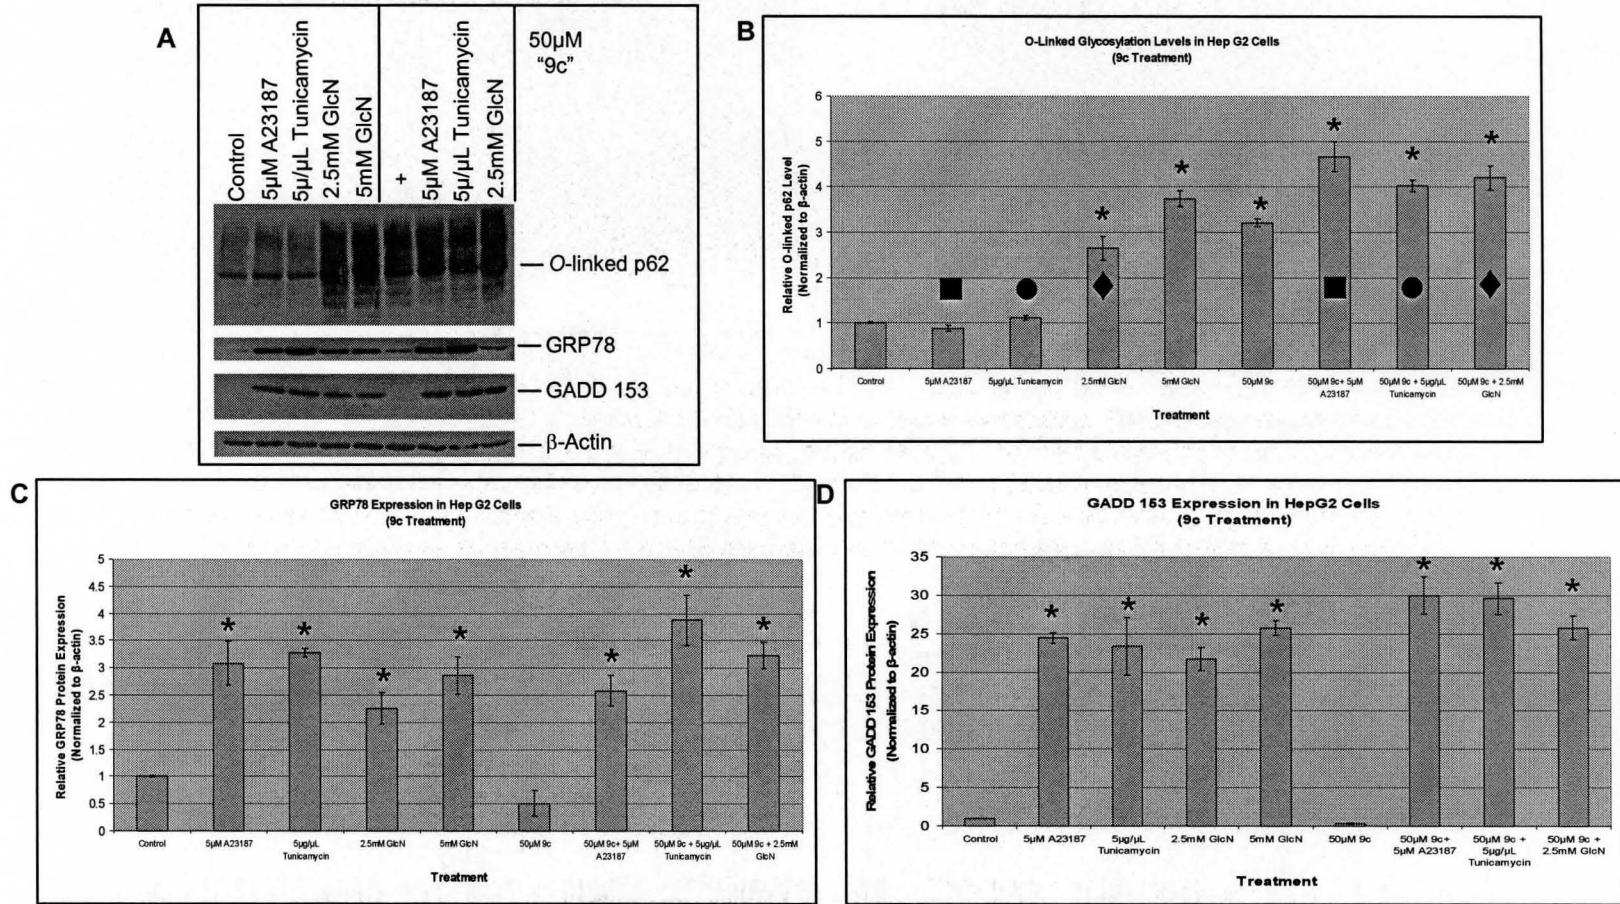 A
Control
5µM A23187
5µ/µL Tunicamycin
2.5mM GlcN
5mM GlcN
+
5µM A23187
5µ/µL Tunicamycin
2.5mM GlcN
50µM
“9c”
O-linked p62
GRP78
GADD 153
β-Actin
B
O-Linked Glycosylation Levels in Hep G2 Cells
(9c Treatment)
Relative O-linked p62 Level
(Normalized to β-actin)
6
5
4
3
2
1
0
* * * * * *
Control 5µM A23187 5µg/µL Tunicamycin 2.5mM GlcN 5mM GlcN 50µM 9c 50µM 9c+ 5µM 50µM 9c + 5µg/µL 50µM 9c + 2.5mM
A23187 Tunicamycin GlcN
Treatment
C
GRP78 Expression in Hep G2 Cells
(9c Treatment)
Relative GRP78 Protein Expression
(Normalized to β-actin)
5
4.5
4
3.5
3
2.5
2
1.5
1
0.5
0
* * * * * * *
Control 5µM A23187 5µg/µL 2.5mM GlcN 5mM GlcN 50µM 9c 50µM 9c+ 5µM 50µM 9c + 5µg/µL 50µM 9c + 2.5mM
Tunicamycin A23187 Tunicamycin GlcN
Treatment
D
GADD 153 Expression in HepG2 Cells
(9c Treatment)
Relative GADD 153 Protein Expression
(Normalized to β-actin)
35
30
25
20
15
10
5
0
* * * * * * *
Control 5µM A23187 5µg/µL 2.5mM GlcN 5mM GlcN 50µM 9c 50µM 9c+ 50µM 9c + 50µM 9c +
Tunicamycin 5µM A23187 5µg/µL 2.5mM GlcN
Tunicamycin
Treatment